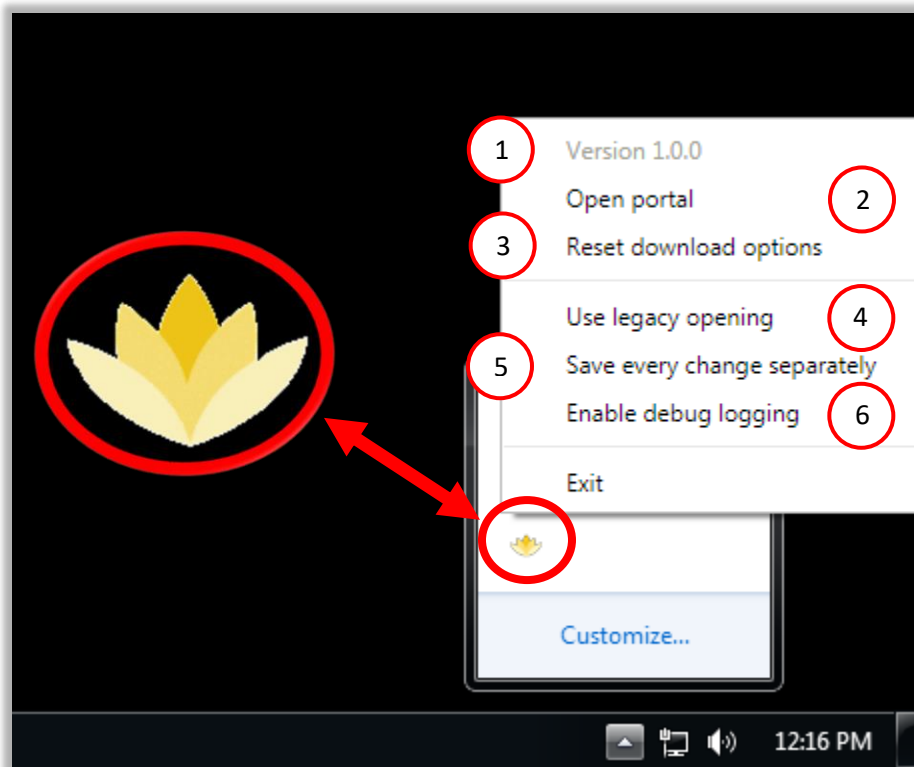 1 Version 1.0.0
Open portal 2
3 Reset download options
Use legacy opening 4
5 Save every change separately
Enable debug logging 6
Exit
Customize...
12:16 PM